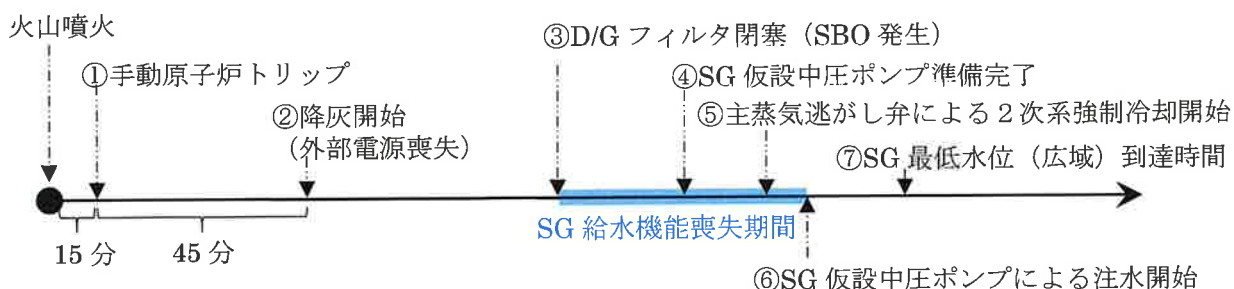 火山噴火
①手動原子炉トリップ
②降灰開始
（外部電源喪失）
③D/G フィルタ閉塞（SBO 発生）
④SG 仮設中圧ポンプ準備完了
⑤主蒸気逃がし弁による２次系強制冷却開始
⑦SG 最低水位（広域）到達時間
SG 給水機能喪失期間
15 分
45 分
⑥SG 仮設中圧ポンプによる注水開始